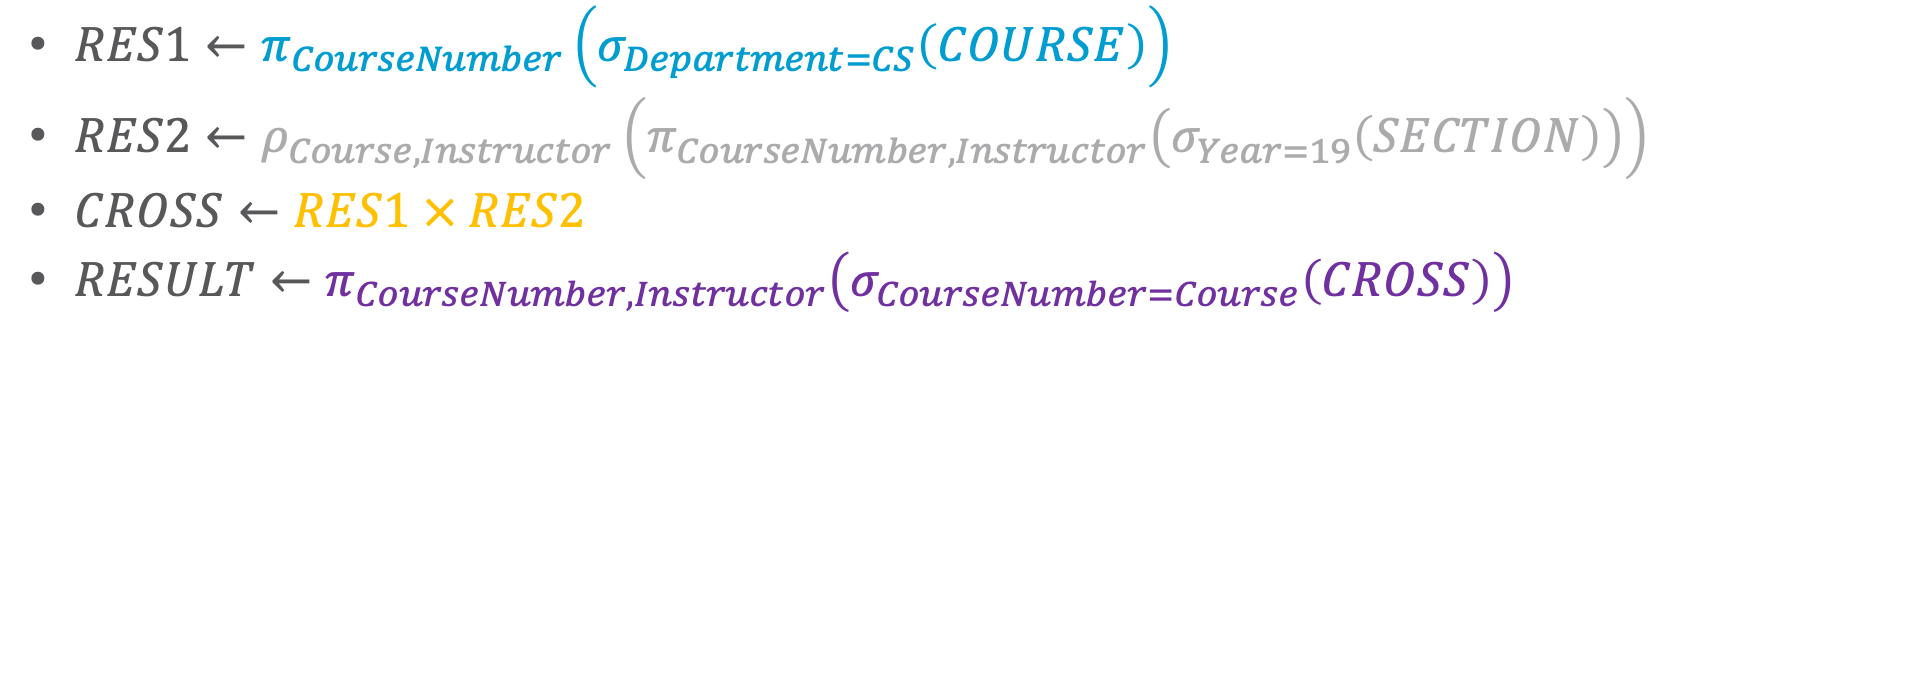 • RES1 ← π_CourseNumber (σ_Department=CS (COURSE))
• RES2 ← ρ_Course,Instructor (π_CourseNumber,Instructor (σ_Year=19 (SECTION)))
• CROSS ← RES1 × RES2
• RESULT ← π_CourseNumber,Instructor (σ_CourseNumber=Course (CROSS))